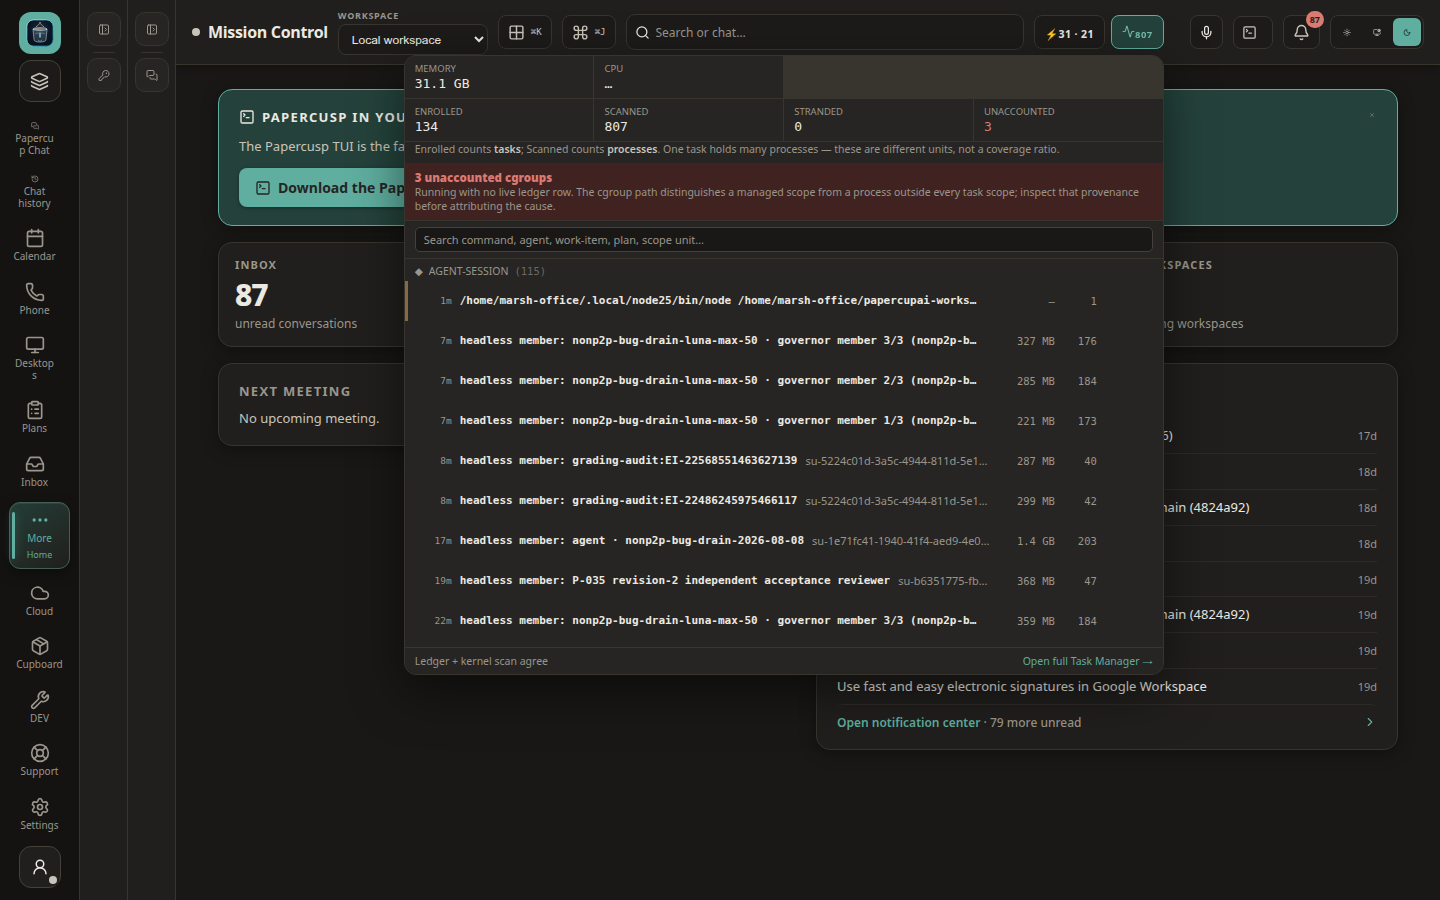 Mission Control
WORKSPACE
Local workspace
⌘K
⌘J
Search or chat...
⚡31 · 21
807
87
Papercu
p Chat
Chat
history
Calendar
Phone
Desktop
s
Plans
Inbox
More
Home
Cloud
Cupboard
DEV
Support
Settings
PAPERCUSP IN YOU
The Papercusp TUI is the fa
Download the Pap
INBOX
87
unread conversations
NEXT MEETING
No upcoming meeting.
MEMORY
31.1 GB
CPU
…
ENROLLED
134
SCANNED
807
STRANDED
0
UNACCOUNTED
3
Enrolled counts tasks; Scanned counts processes. One task holds many processes — these are different units, not a coverage ratio.
3 unaccounted cgroups
Running with no live ledger row. The cgroup path distinguishes a managed scope from a process outside every task scope; inspect that provenance
before attributing the cause.
Search command, agent, work-item, plan, scope unit...
◆ AGENT-SESSION (115)
1m /home/marsh-office/.local/node25/bin/node /home/marsh-office/papercupai-works… — 1
7m headless member: nonp2p-bug-drain-luna-max-50 · governor member 3/3 (nonp2p-b… 327 MB 176
7m headless member: nonp2p-bug-drain-luna-max-50 · governor member 2/3 (nonp2p-b… 285 MB 184
7m headless member: nonp2p-bug-drain-luna-max-50 · governor member 1/3 (nonp2p-b… 221 MB 173
8m headless member: grading-audit:EI-22568551463627139 su-5224c01d-3a5c-4944-811d-5e1… 287 MB 40
8m headless member: grading-audit:EI-22486245975466117 su-5224c01d-3a5c-4944-811d-5e1… 299 MB 42
17m headless member: agent · nonp2p-bug-drain-2026-08-08 su-1e71fc41-1940-41f4-aed9-4e0… 1.4 GB 203
19m headless member: P-035 revision-2 independent acceptance reviewer su-b6351775-fb… 368 MB 47
22m headless member: nonp2p-bug-drain-luna-max-50 · governor member 3/3 (nonp2p-b… 359 MB 184
Ledger + kernel scan agree
Open full Task Manager →
KSPACES
ng workspaces
6) 17d
18d
nain (4824a92) 18d
18d
19d
nain (4824a92) 19d
19d
Use fast and easy electronic signatures in Google Workspace 19d
Open notification center · 79 more unread